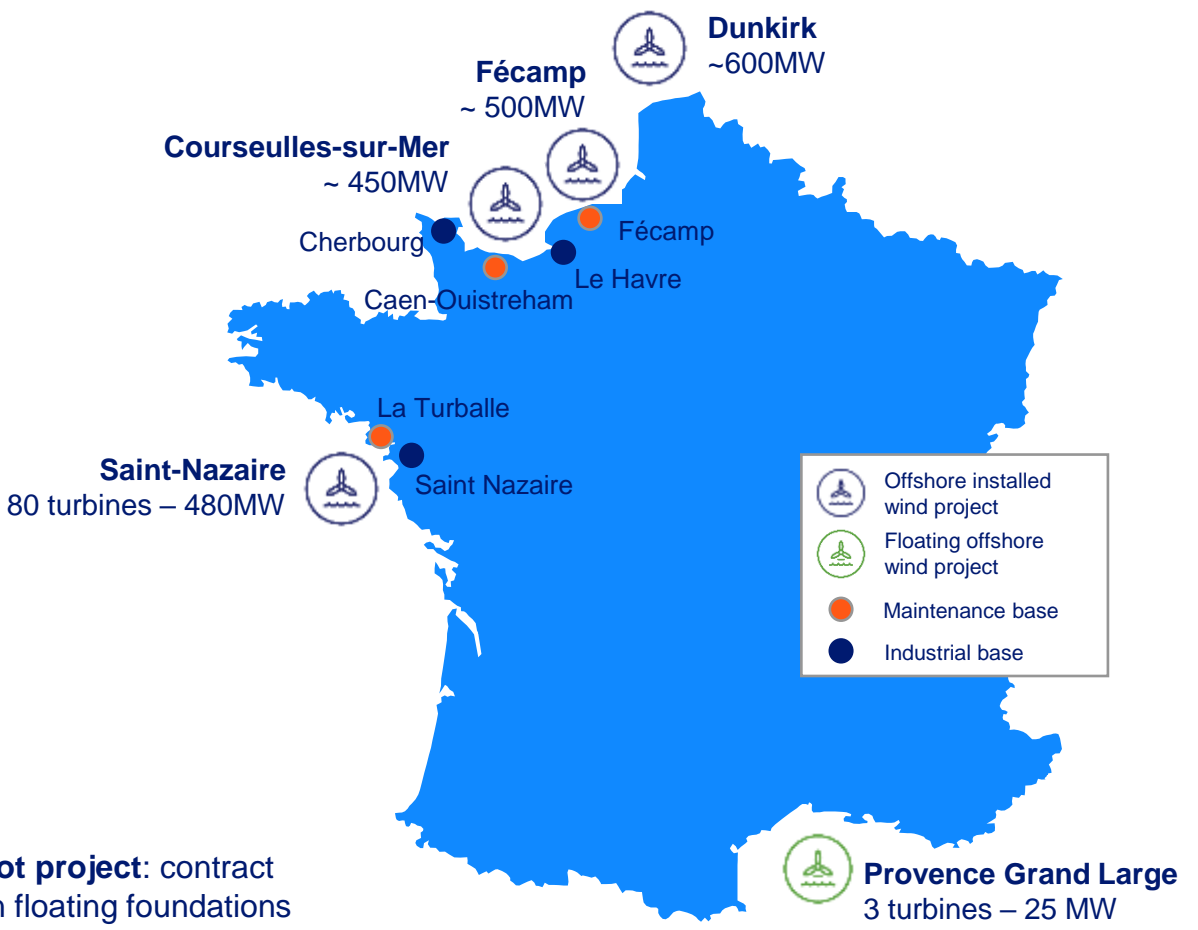 Dunkirk
~600MW
Fécamp
~ 500MW
Courseulles-sur-Mer
~ 450MW
Cherbourg
Fécamp
Le Havre
Caen-Ouistreham
La Turballe
Saint-Nazaire
80 turbines – 480MW
Saint Nazaire
Offshore installed
wind project
Floating offshore
wind project
Maintenance base
Industrial base
project: contract
floating foundations
Provence Grand Large
3 turbines – 25 MW